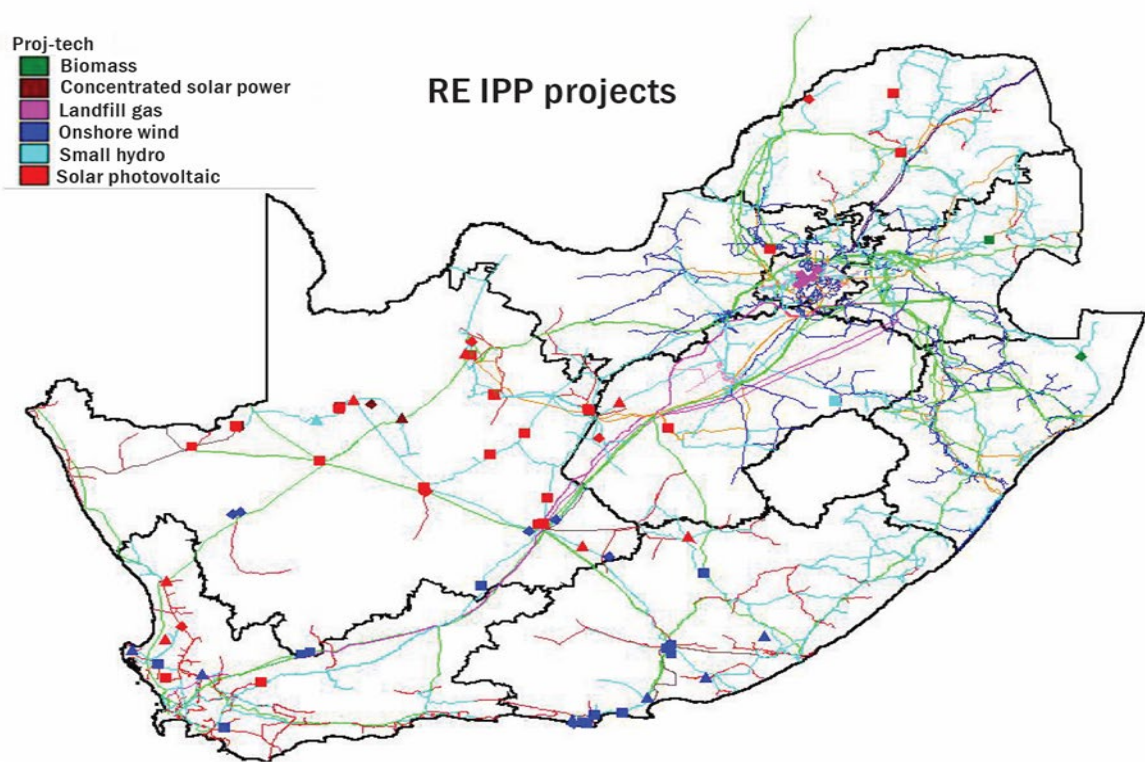 RE IPP projects
Proj-tech
Biomass
Concentrated solar power
Landfill gas
Onshore wind
Small hydro
Solar photovoltaic